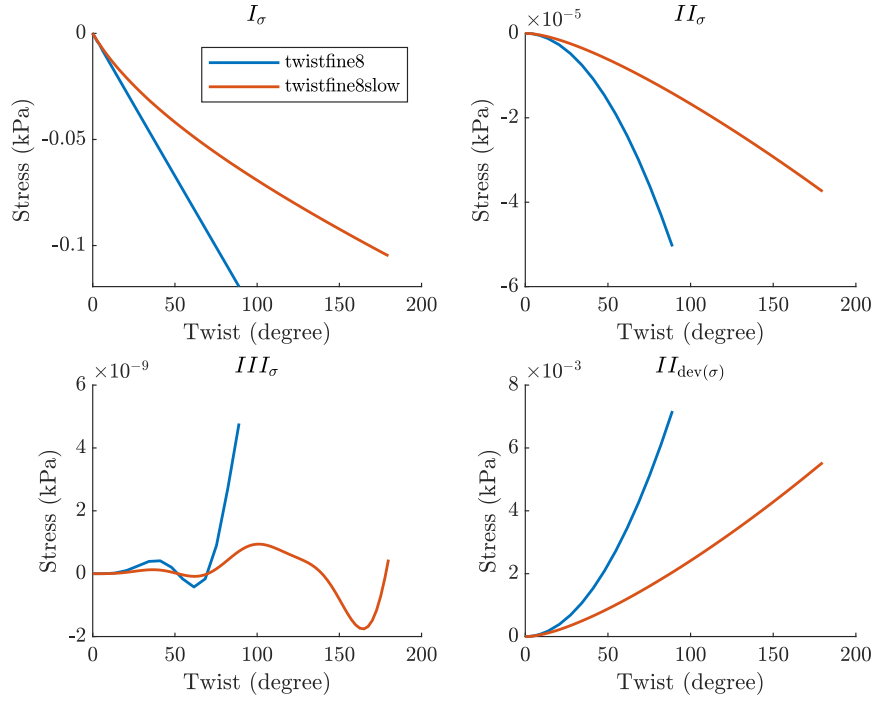 I_σ
0
-0.05
-0.1
Stress (kPa)
twistfine8
twistfine8slow
0 50 100 150 200
Twist (degree)
II_σ
×10⁻⁵
0
-2
-4
-6
Stress (kPa)
0 50 100 150 200
Twist (degree)
III_σ
×10⁻⁹
6
4
2
0
-2
Stress (kPa)
0 50 100 150 200
Twist (degree)
II_dev(σ)
×10⁻³
8
6
4
2
0
Stress (kPa)
0 50 100 150 200
Twist (degree)